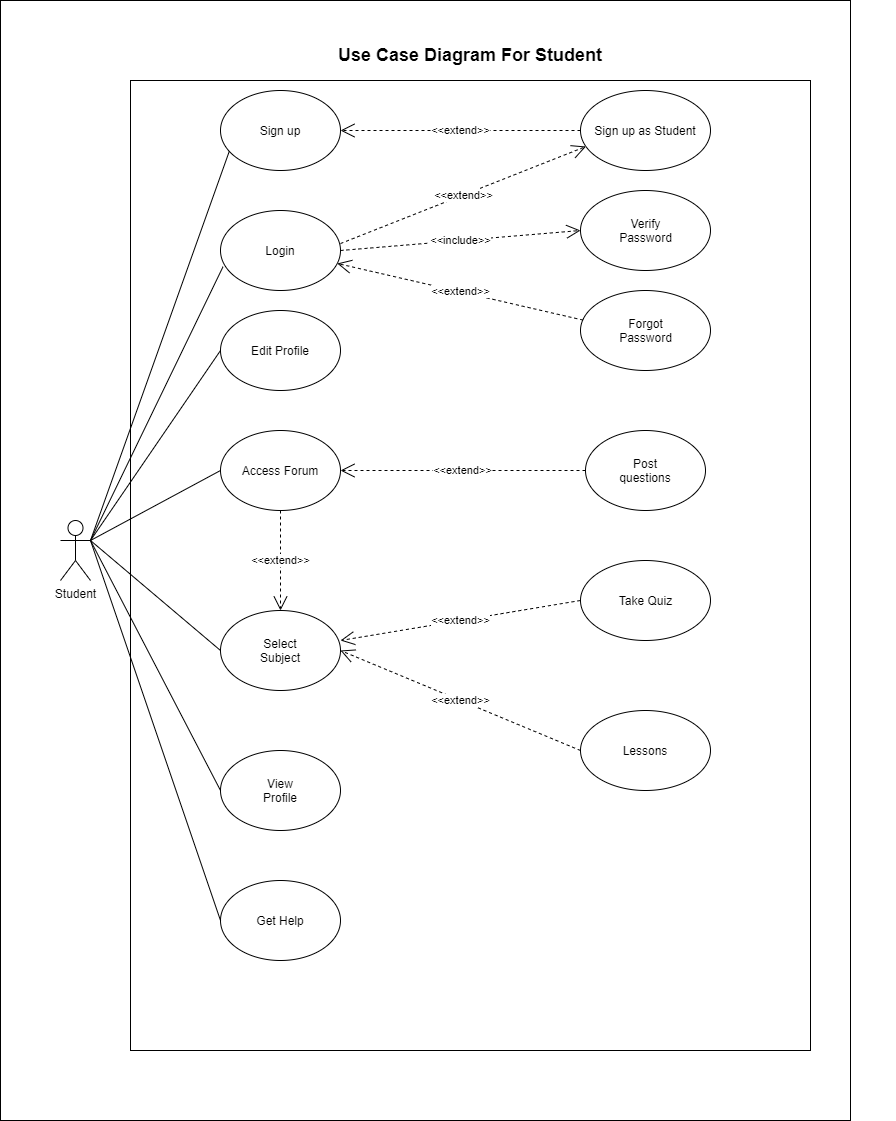 Use Case Diagram For Student
Sign up
<<extend>>
Sign up as Student
<<extend>>
Login
<<include>>
Verify
Password
<<extend>>
Forgot
Password
Edit Profile
Access Forum
<<extend>>
Post
questions
<<extend>>
Student
Take Quiz
<<extend>>
Select
Subject
<<extend>>
Lessons
View
Profile
Get Help